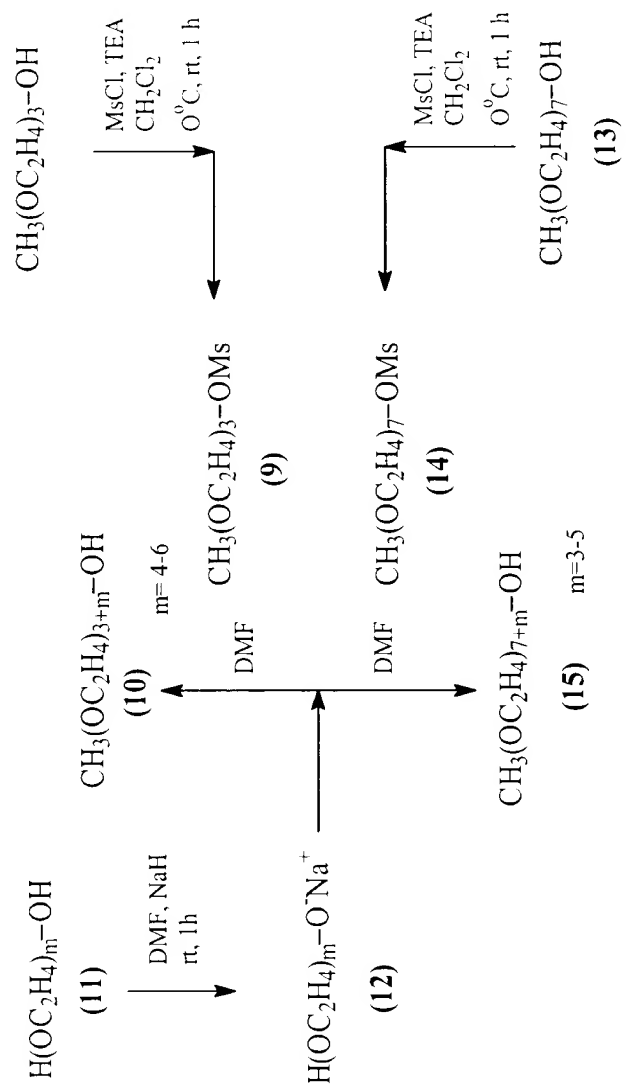 H(OC₂H₄)ₘ–OH
(11)
DMF, NaH
rt, 1h
H(OC₂H₄)ₘ–O⁻Na⁺
(12)
CH₃(OC₂H₄)₃₊ₘ–OH
(10)
m= 4-6
DMF
DMF
CH₃(OC₂H₄)₇₊ₘ–OH
(15)
m=3-5
CH₃(OC₂H₄)₃–OMs
(9)
CH₃(OC₂H₄)₇–OMs
(14)
CH₃(OC₂H₄)₃–OH
MsCl, TEA
CH₂Cl₂
O°C, rt, 1 h
MsCl, TEA
CH₂Cl₂
O°C, rt, 1 h
CH₃(OC₂H₄)₇–OH
(13)